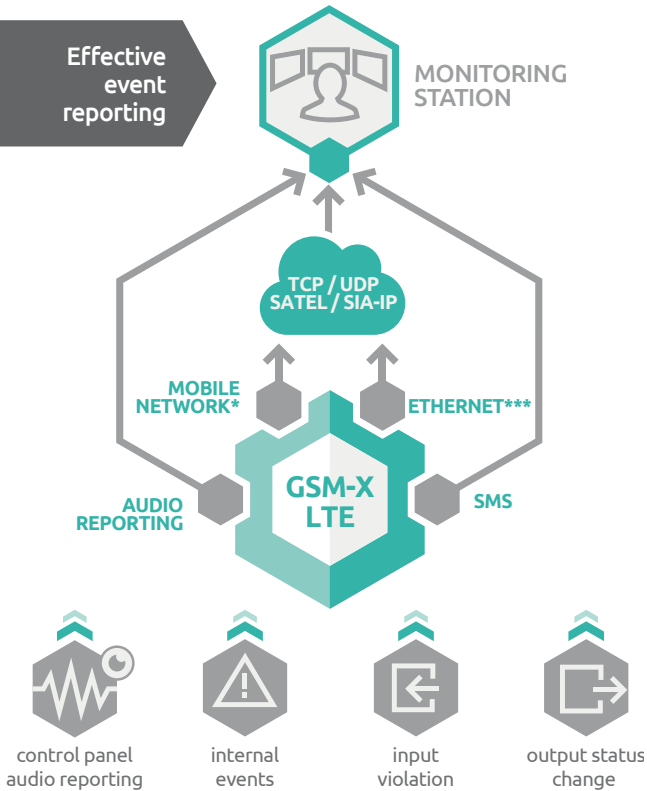 Effective
event
reporting
MONITORING
STATION
TCP / UDP
SATEL / SIA-IP
MOBILE
NETWORK*
ETHERNET***
GSM-X
LTE
AUDIO
REPORTING
SMS
control panel
audio reporting
internal
events
input
violation
output status
change